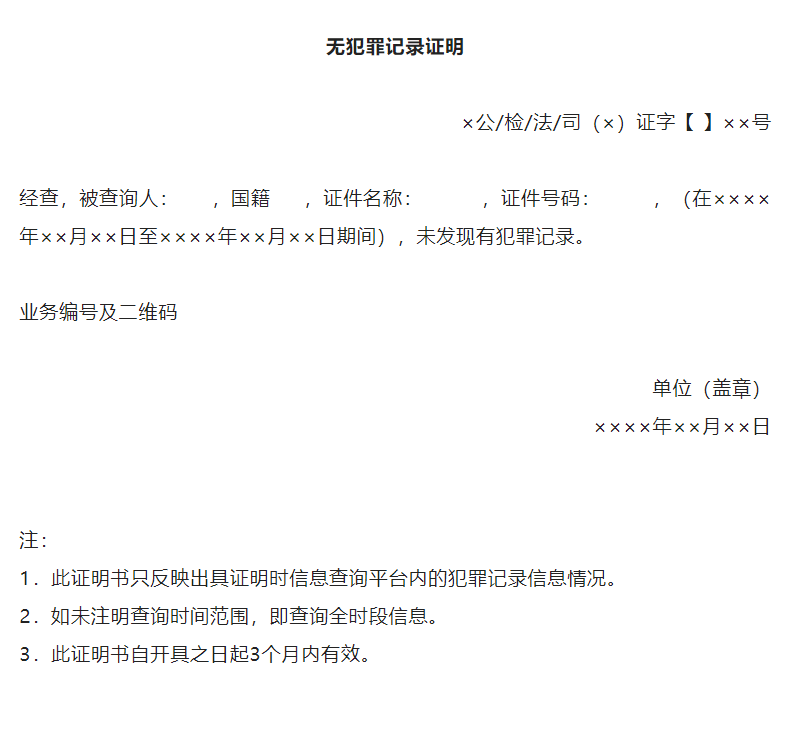 无犯罪记录证明
×公/检/法/司（×）证字【 】××号
经查，被查询人：　　，国籍　　，证件名称：　　　，证件号码：　　　，（在××××
年××月××日至××××年××月××日期间），未发现有犯罪记录。
业务编号及二维码
单位（盖章）
××××年××月××日
注：
1．此证明书只反映出具证明时信息查询平台内的犯罪记录信息情况。
2．如未注明查询时间范围，即查询全时段信息。
3．此证明书自开具之日起3个月内有效。